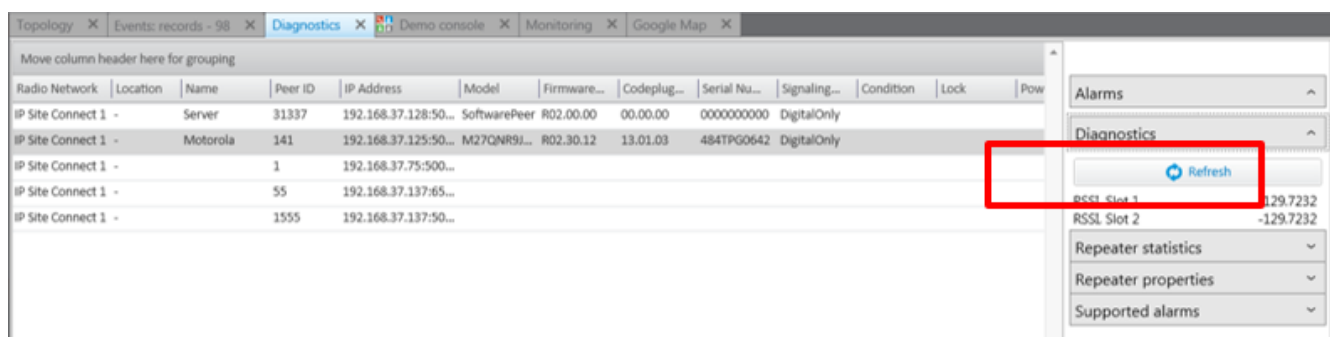 Topology Events: records - 98 Diagnostics Demo console Monitoring Google Map
Move column header here for grouping
Radio Network Location Name Peer ID IP Address Model Firmware... Codeplug... Serial Nu... Signaling... Condition Lock Pow
IP Site Connect 1 - Server 31337 192.168.37.128:50... SoftwarePeer R02.00.00 00.00.00 0000000000 DigitalOnly
IP Site Connect 1 - Motorola 141 192.168.37.125:50... M27QNR9J... R02.30.12 13.01.03 484TPG0642 DigitalOnly
IP Site Connect 1 - 1 192.168.37.75:500...
IP Site Connect 1 - 55 192.168.37.137:65...
IP Site Connect 1 - 1555 192.168.37.137:50...
Alarms
Diagnostics
Refresh
RSSI, Slot 1 -129.7232
RSSI, Slot 2 -129.7232
Repeater statistics
Repeater properties
Supported alarms